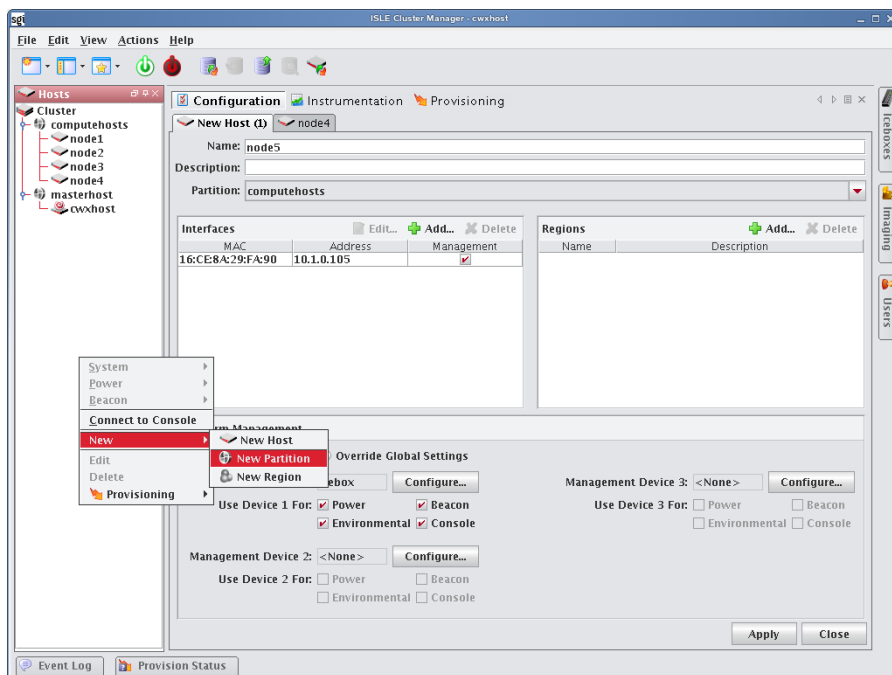 sgi ISLE Cluster Manager - cwxhost
File Edit View Actions Help
Hosts
Cluster
computehosts
node1
node2
node3
node4
masterhost
cwxhost
Configuration Instrumentation Provisioning
New Host (1) node4
Name: node5
Description:
Partition: computehosts
Interfaces Edit... Add... Delete
MAC Address Management
16:CE:8A:29:FA:90 10.1.0.105
Regions Add... Delete
Name Description
System
Power
Beacon
Connect to Console
New
Edit
Delete
Provisioning
New Host
New Partition
New Region
Management
Override Global Settings
ebox Configure...
Use Device 1 For: Power Beacon
Environmental Console
Management Device 2: <None> Configure...
Use Device 2 For: Power Beacon
Environmental Console
Management Device 3: <None> Configure...
Use Device 3 For: Power Beacon
Environmental Console
Apply Close
Iceboxes
Imaging
Users
Event Log Provision Status